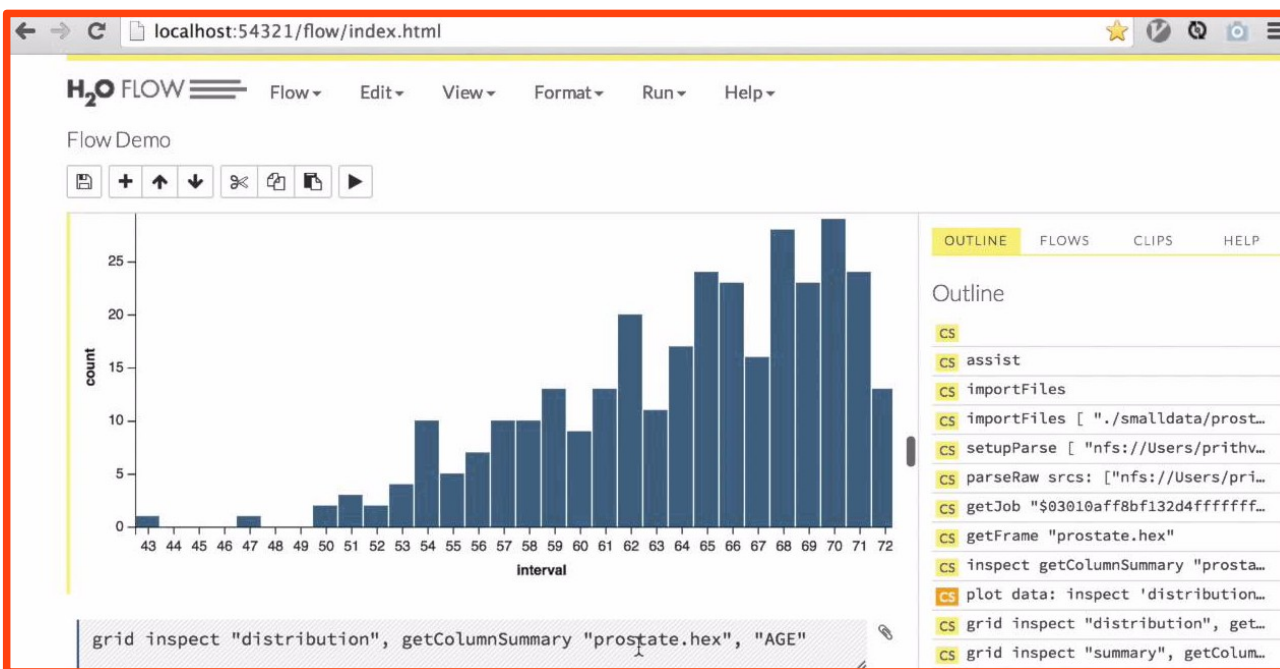 localhost:54321/flow/index.html
H2O FLOW Flow Edit View Format Run Help
Flow Demo
OUTLINE FLOWS CLIPS HELP
Outline
CS
CS assist
CS importFiles
CS importFiles [ "./smalldata/prost…
CS setupParse [ "nfs://Users/prithv…
CS parseRaw srcs: ["nfs://Users/pri…
CS getJob "$03010aff8bf132d4fffffff…
CS getFrame "prostate.hex"
CS inspect getColumnSummary "prosta…
CS plot data: inspect 'distribution…
CS grid inspect "distribution", get…
CS grid inspect "summary", getColum…
count
25
20
15
10
5
0
43 44 45 46 47 48 49 50 51 52 53 54 55 56 57 58 59 60 61 62 63 64 65 66 67 68 69 70 71 72
interval
grid inspect "distribution", getColumnSummary "prostate.hex", "AGE"